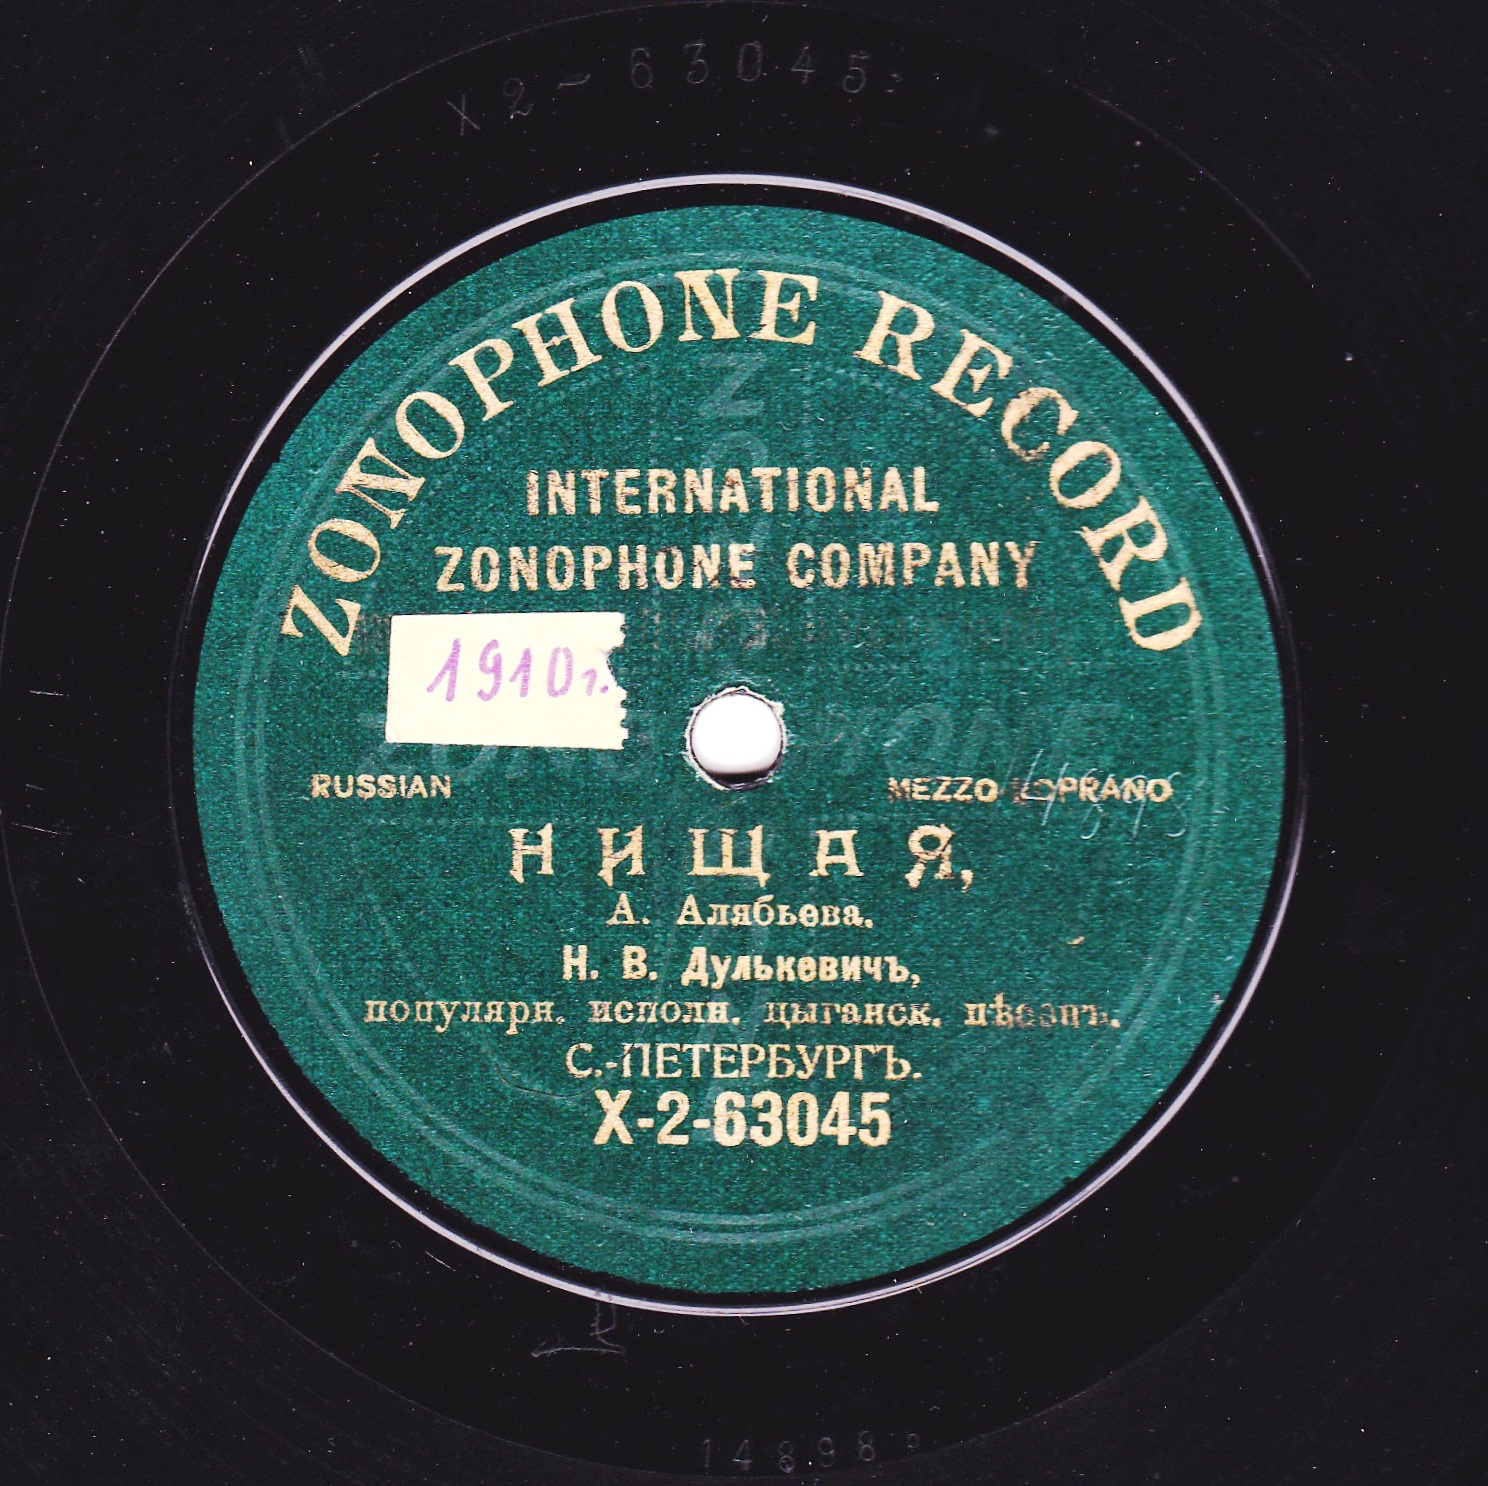 X2-63045
ZONOPHONE RECORD
INTERNATIONAL
ZONOPHONE COMPANY
1910г.
RUSSIAN
MEZZO SOPRANO
НИЩАЯ,
А. Алябьева.
Н. В. Дулькевичъ,
популярн. исполн. цыганск. пѣсенъ.
С.-ПЕТЕРБУРГЪ.
X-2-63045
14898 b